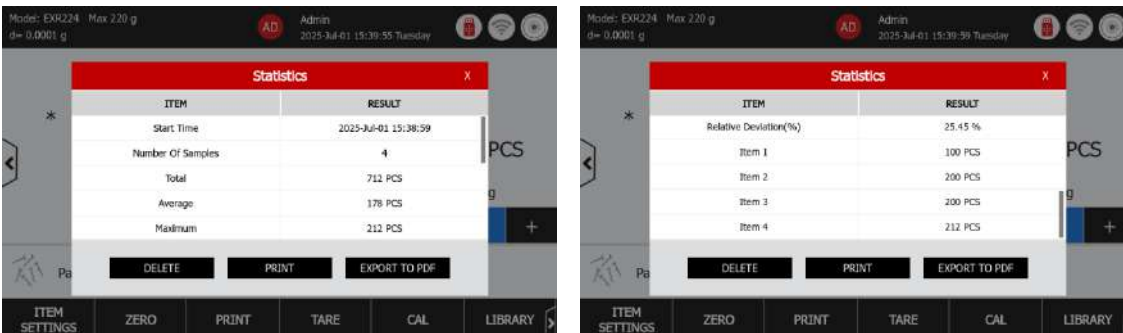 Model: EXR224 Max 220 g
d= 0.0001 g
AD
Admin
2025-Jul-01 15:39:55 Tuesday
Statistics
X
ITEM RESULT
Start Time 2025-Jul-01 15:38:59
Number Of Samples 4
Total 712 PCS
Average 178 PCS
Maximum 212 PCS
DELETE PRINT EXPORT TO PDF
*
PCS
g
+
Pa
ITEM SETTINGS ZERO PRINT TARE CAL LIBRARY
Model: EXR224 Max 220 g
d= 0.0001 g
AD
Admin
2025-Jul-01 15:39:59 Tuesday
Statistics
X
ITEM RESULT
Relative Deviation(%) 25.45 %
Item 1 100 PCS
Item 2 200 PCS
Item 3 200 PCS
Item 4 212 PCS
DELETE PRINT EXPORT TO PDF
*
PCS
g
+
Pa
ITEM SETTINGS ZERO PRINT TARE CAL LIBRARY